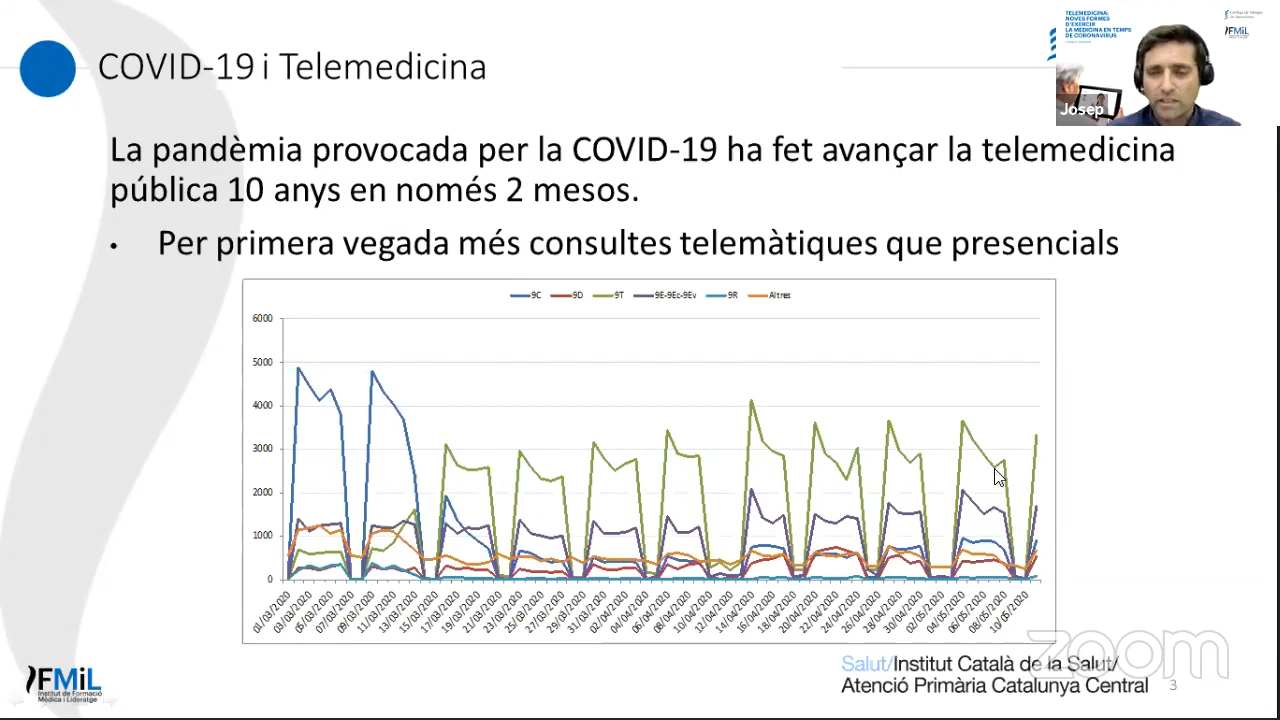 COVID-19 i Telemedicina
TELEMEDICINA:
NOVES FORMES
D'EXERCIR
LA MEDICINA EN TEMPS
DE CORONAVIRUS
Col·legi de Metges
de Barcelona
FMiL
Josep
La pandèmia provocada per la COVID-19 ha fet avançar la telemedicina
pública 10 anys en només 2 mesos.
• Per primera vegada més consultes telemàtiques que presencials
9C 9D 9T 9E-9Ec-9Ev 9R Altres
6000
5000
4000
3000
2000
1000
0
01/03/2020 03/03/2020 05/03/2020 07/03/2020 09/03/2020 11/03/2020 13/03/2020 15/03/2020 17/03/2020 19/03/2020 21/03/2020 23/03/2020 25/03/2020 27/03/2020 29/03/2020 31/03/2020 02/04/2020 04/04/2020 06/04/2020 08/04/2020 10/04/2020 12/04/2020 14/04/2020 16/04/2020 18/04/2020 20/04/2020 22/04/2020 24/04/2020 26/04/2020 28/04/2020 30/04/2020 02/05/2020 04/05/2020 06/05/2020 08/05/2020 10/05/2020
zoom
FMiL
Institut de Formació
Mèdica i Lideratge
Salut/Institut Català de la Salut/
Atenció Primària Catalunya Central
3